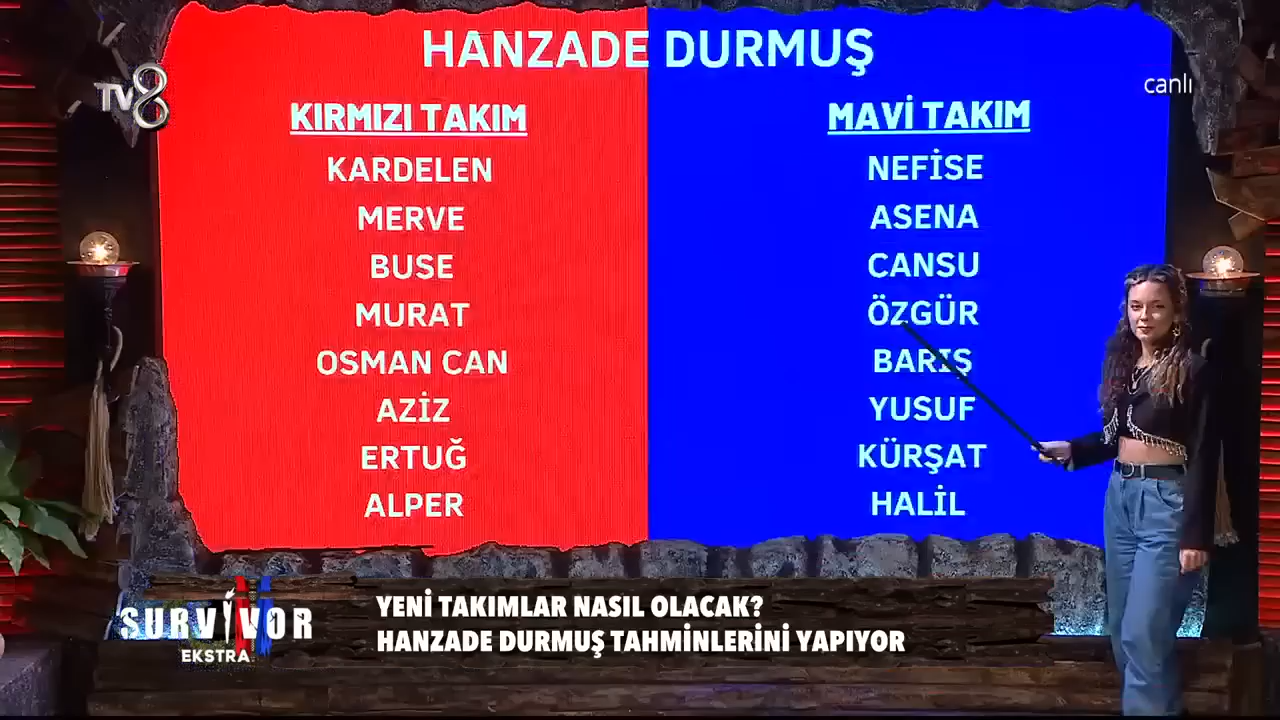 HANZADE DURMUŞ
TV8
canlı
KIRMIZI TAKIM
KARDELEN
MERVE
BUSE
MURAT
OSMAN CAN
AZİZ
ERTUĞ
ALPER
MAVİ TAKIM
NEFİSE
ASENA
CANSU
ÖZGÜR
BARIŞ
YUSUF
KÜRŞAT
HALİL
SURVIVOR
EKSTRA
YENİ TAKIMLAR NASIL OLACAK?
HANZADE DURMUŞ TAHMİNLERİNİ YAPIYOR